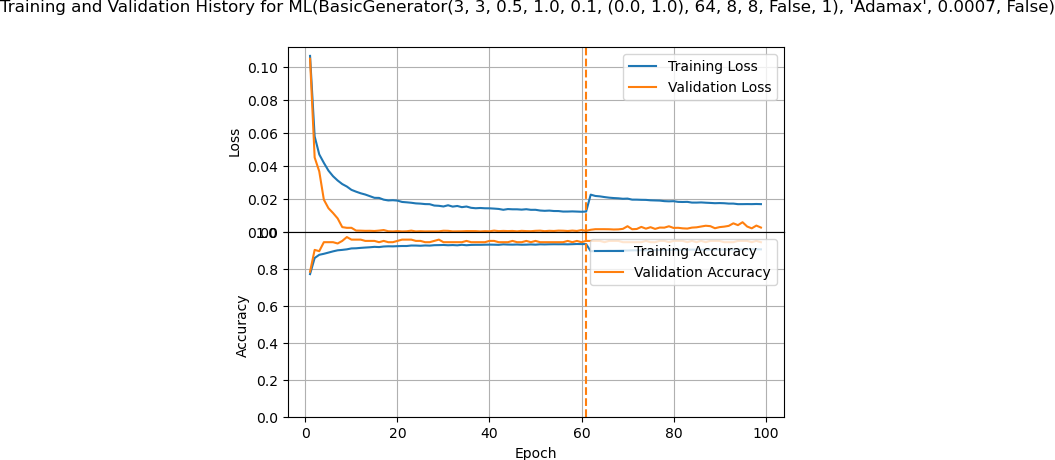 Training and Validation History for ML(BasicGenerator(3, 3, 0.5, 1.0, 0.1, (0.0, 1.0), 64, 8, 8, False, 1), 'Adamax', 0.0007, False)
0.10
0.08
0.06
0.04
0.02
0.00
Loss
Training Loss
Validation Loss
1.0
0.8
0.6
0.4
0.2
0.0
Accuracy
Training Accuracy
Validation Accuracy
0
20
40
60
80
100
Epoch